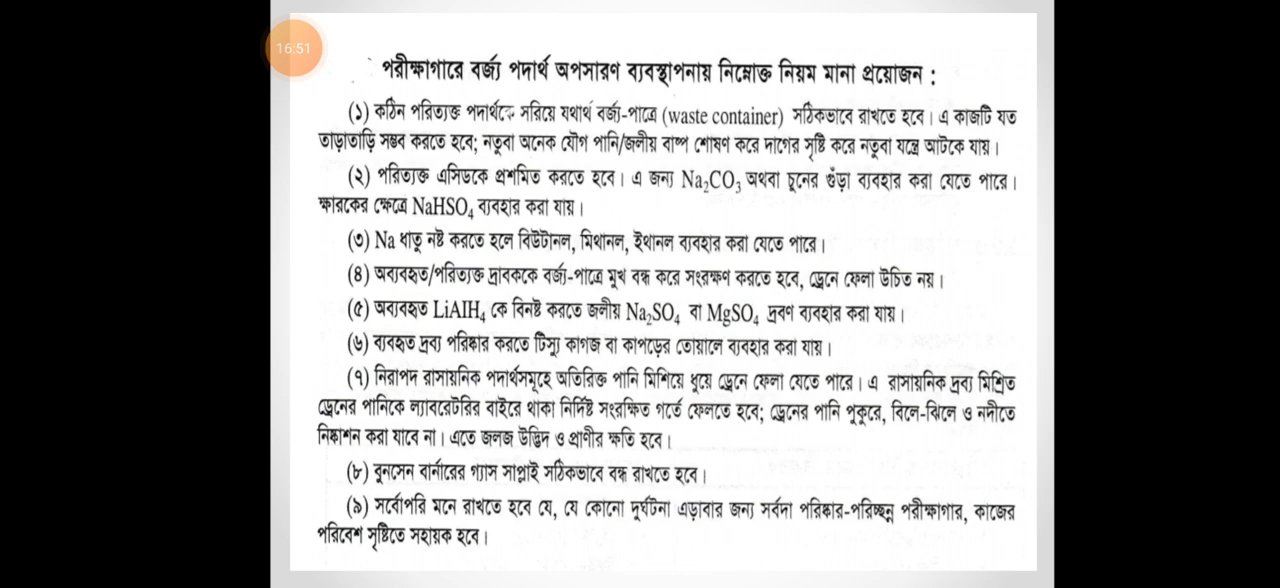 16:51
পরীক্ষাগারে বর্জ্য পদার্থ অপসারণ ব্যবস্থাপনায় নিম্নোক্ত নিয়ম মানা প্রয়োজন :
(১) কঠিন পরিত্যক্ত পদার্থকে সরিয়ে যথার্থ বর্জ্য-পাত্রে (waste container) সঠিকভাবে রাখতে হবে। এ কাজটি যত
তাড়াতাড়ি সম্ভব করতে হবে; নতুবা অনেক যৌগ পানি/জলীয় বাষ্প শোষণ করে দাগের সৃষ্টি করে নতুবা যন্ত্রে আটকে যায়।
(২) পরিত্যক্ত এসিডকে প্রশমিত করতে হবে। এ জন্য Na₂CO₃ অথবা চুনের গুঁড়া ব্যবহার করা যেতে পারে।
ক্ষারকের ক্ষেত্রে NaHSO₄ ব্যবহার করা যায়।
(৩) Na ধাতু নষ্ট করতে হলে বিউটানল, মিথানল, ইথানল ব্যবহার করা যেতে পারে।
(৪) অব্যবহৃত/পরিত্যক্ত দ্রাবককে বর্জ্য-পাত্রে মুখ বন্ধ করে সংরক্ষণ করতে হবে, ড্রেনে ফেলা উচিত নয়।
(৫) অব্যবহৃত LiAlH₄ কে বিনষ্ট করতে জলীয় Na₂SO₄ বা MgSO₄ দ্রবণ ব্যবহার করা যায়।
(৬) ব্যবহৃত দ্রব্য পরিষ্কার করতে টিস্যু কাগজ বা কাপড়ের তোয়ালে ব্যবহার করা যায়।
(৭) নিরাপদ রাসায়নিক পদার্থসমূহে অতিরিক্ত পানি মিশিয়ে ধুয়ে ড্রেনে ফেলা যেতে পারে। এ রাসায়নিক দ্রব্য মিশ্রিত
ড্রেনের পানিকে ল্যাবরেটরির বাইরে থাকা নির্দিষ্ট সংরক্ষিত গর্তে ফেলতে হবে; ড্রেনের পানি পুকুরে, বিলে-ঝিলে ও নদীতে
নিষ্কাশন করা যাবে না। এতে জলজ উদ্ভিদ ও প্রাণীর ক্ষতি হবে।
(৮) বুনসেন বার্নারের গ্যাস সাপ্লাই সঠিকভাবে বন্ধ রাখতে হবে।
(৯) সর্বোপরি মনে রাখতে হবে যে, যে কোনো দুর্ঘটনা এড়াবার জন্য সর্বদা পরিষ্কার-পরিচ্ছন্ন পরীক্ষাগার, কাজের
পরিবেশ সৃষ্টিতে সহায়ক হবে।